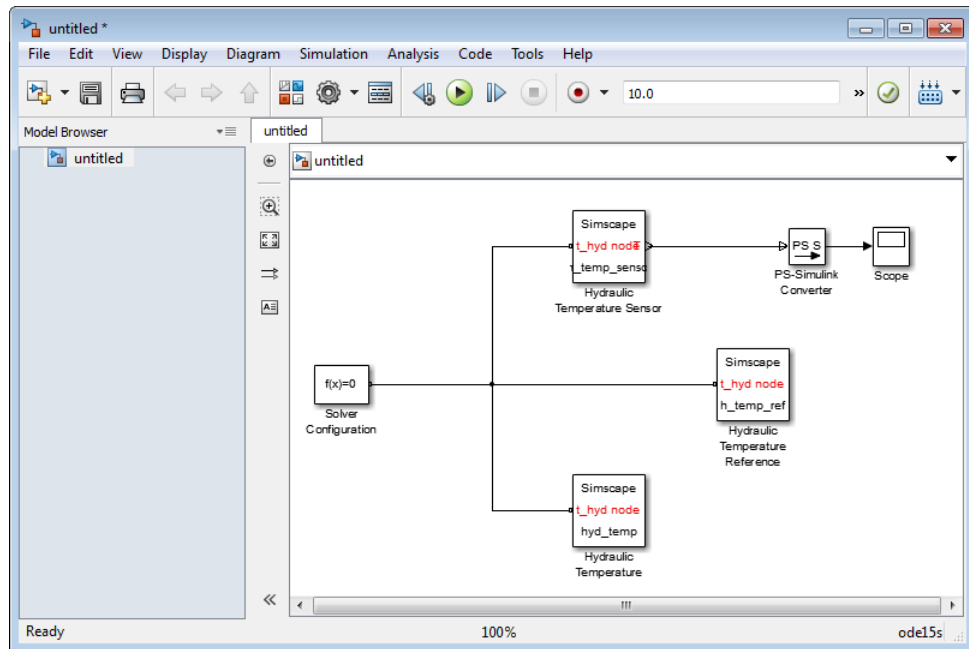 untitled *
File Edit View Display Diagram Simulation Analysis Code Tools Help
10.0 »
Model Browser
untitled
untitled
untitled
Simscape
t_hyd node
T
_temp_senso
Hydraulic
Temperature Sensor
PS S
PS-Simulink
Converter
Scope
f(x)=0
Solver
Configuration
Simscape
t_hyd node
h_temp_ref
Hydraulic
Temperature
Reference
Simscape
t_hyd node
hyd_temp
Hydraulic
Temperature
Ready 100% ode15s